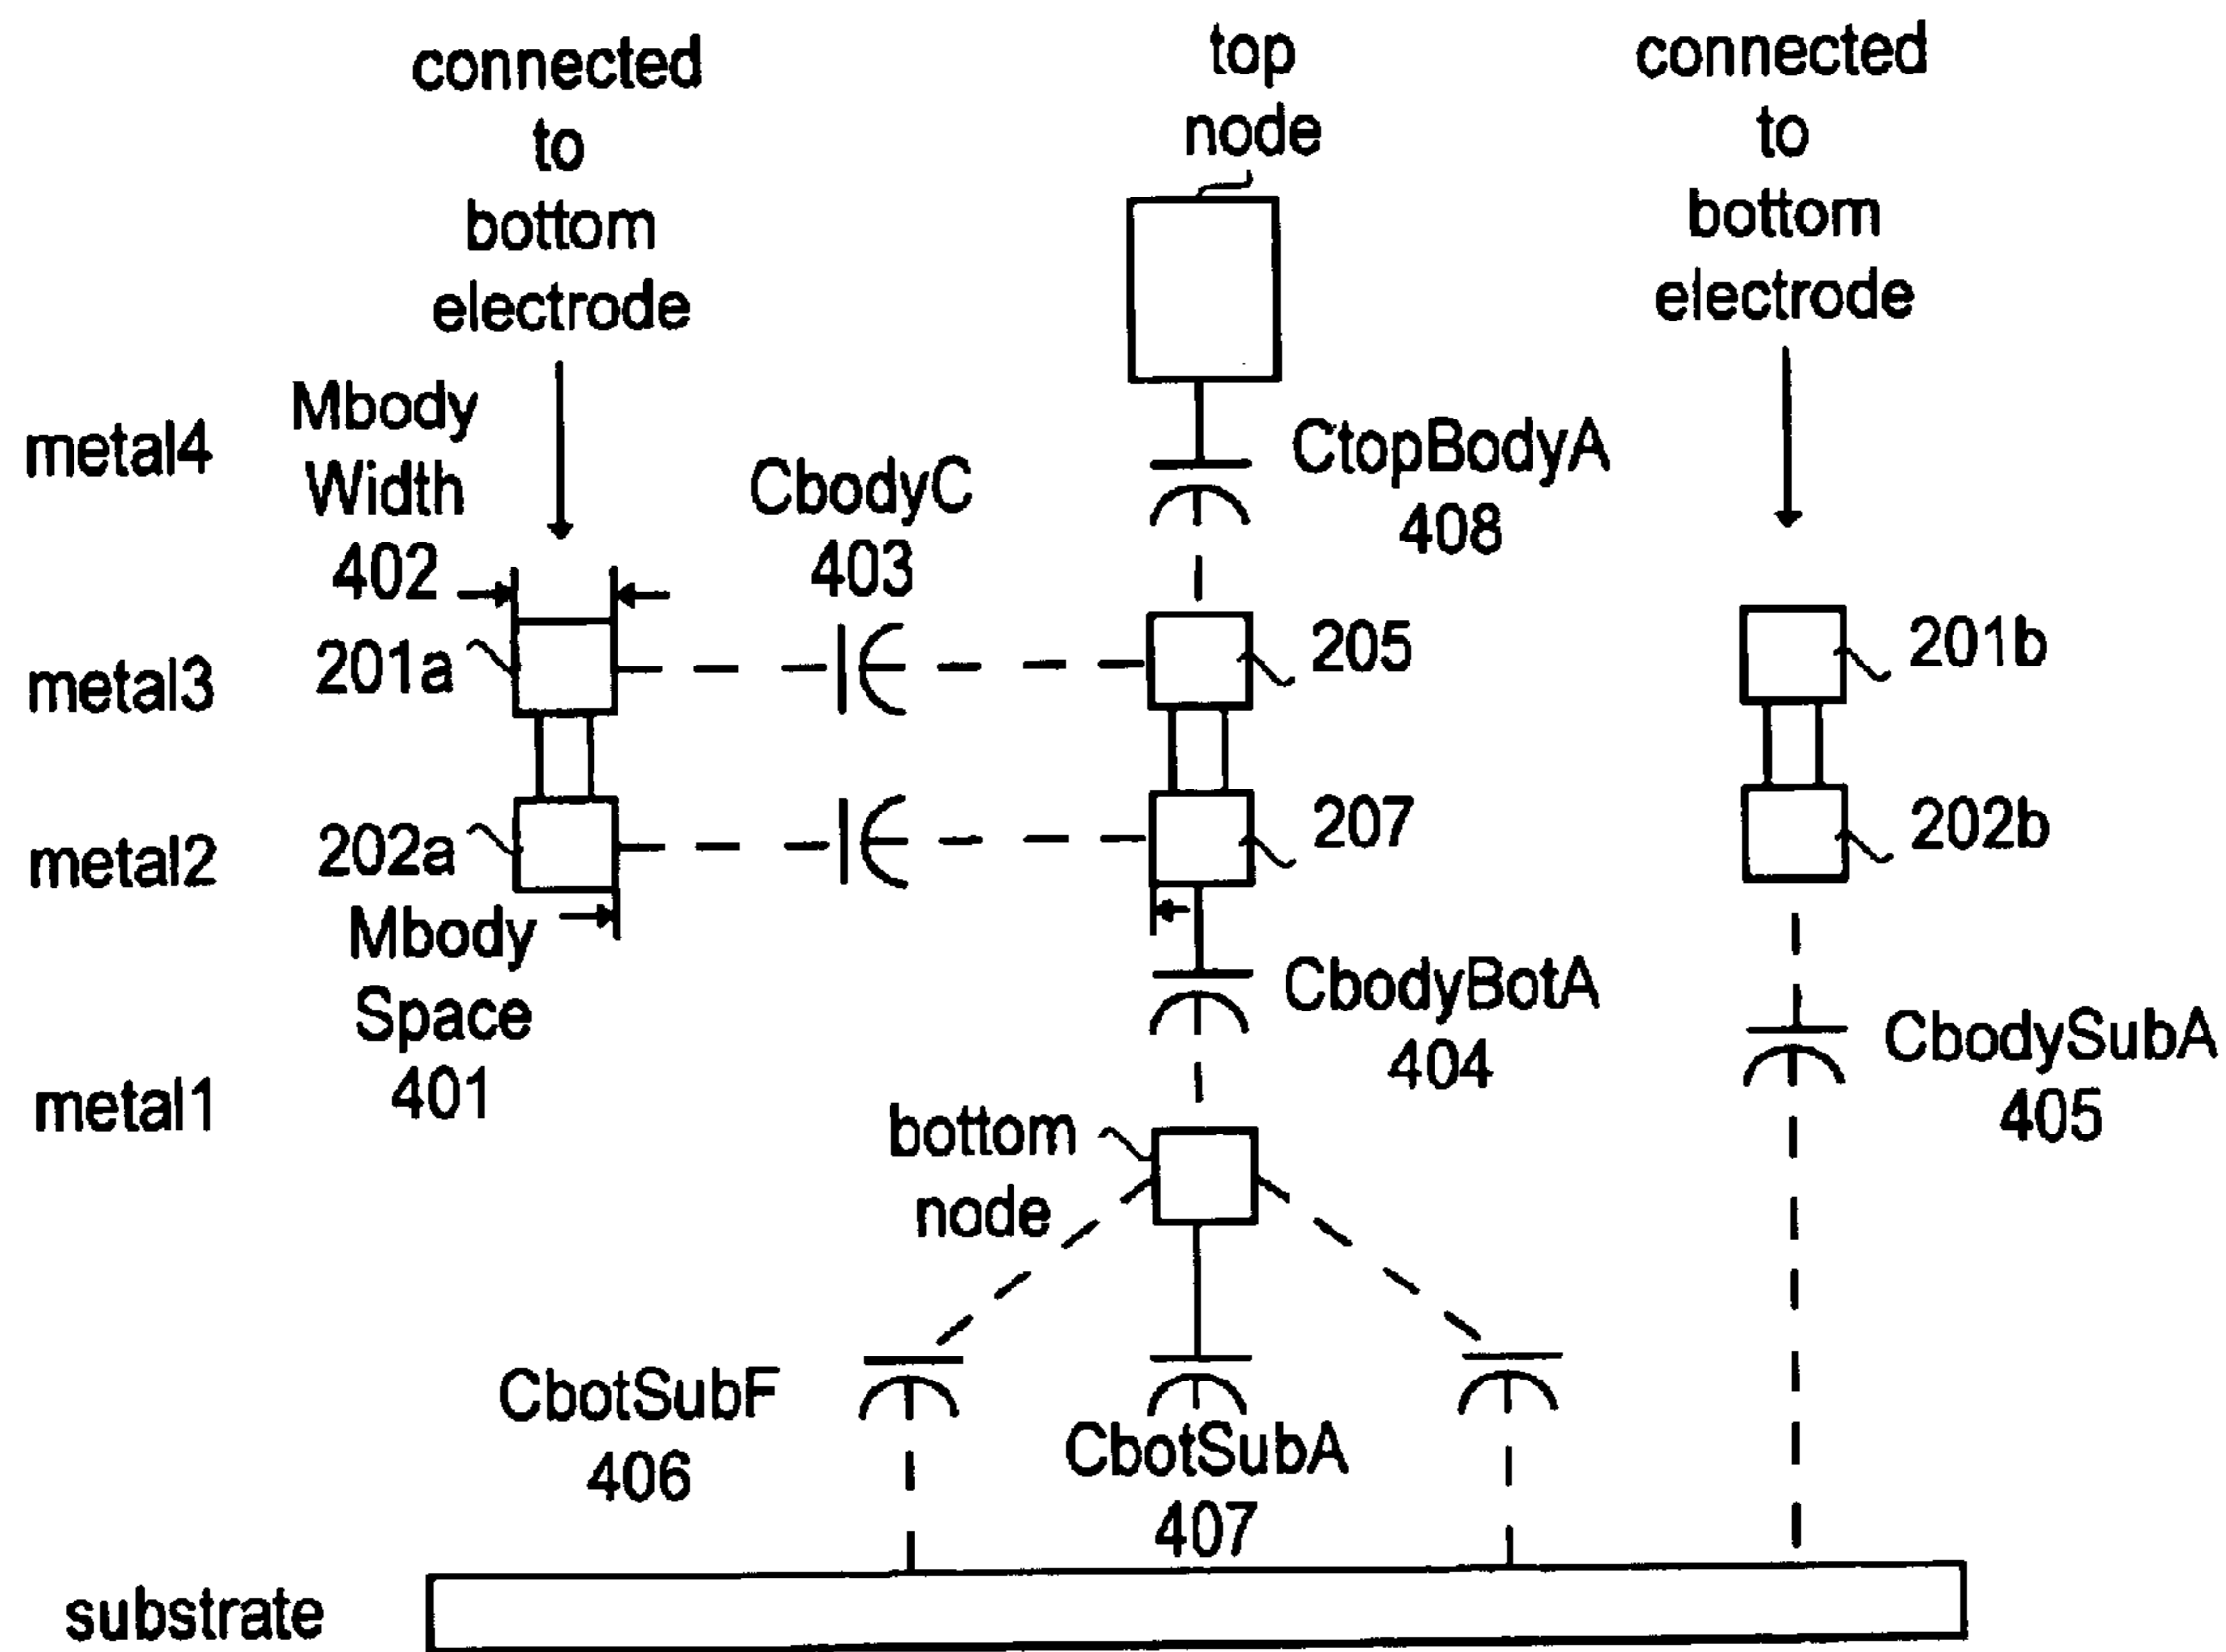 connected
to
bottom
electrode
top
node
connected
to
bottom
electrode
metal4
Mbody
Width
402
CbodyC
403
CtopBodyA
408
metal3
201a
205
201b
metal2
202a
207
202b
Mbody
Space
401
CbodyBotA
404
CbodySubA
405
metal1
bottom
node
CbotSubF
406
CbotSubA
407
substrate